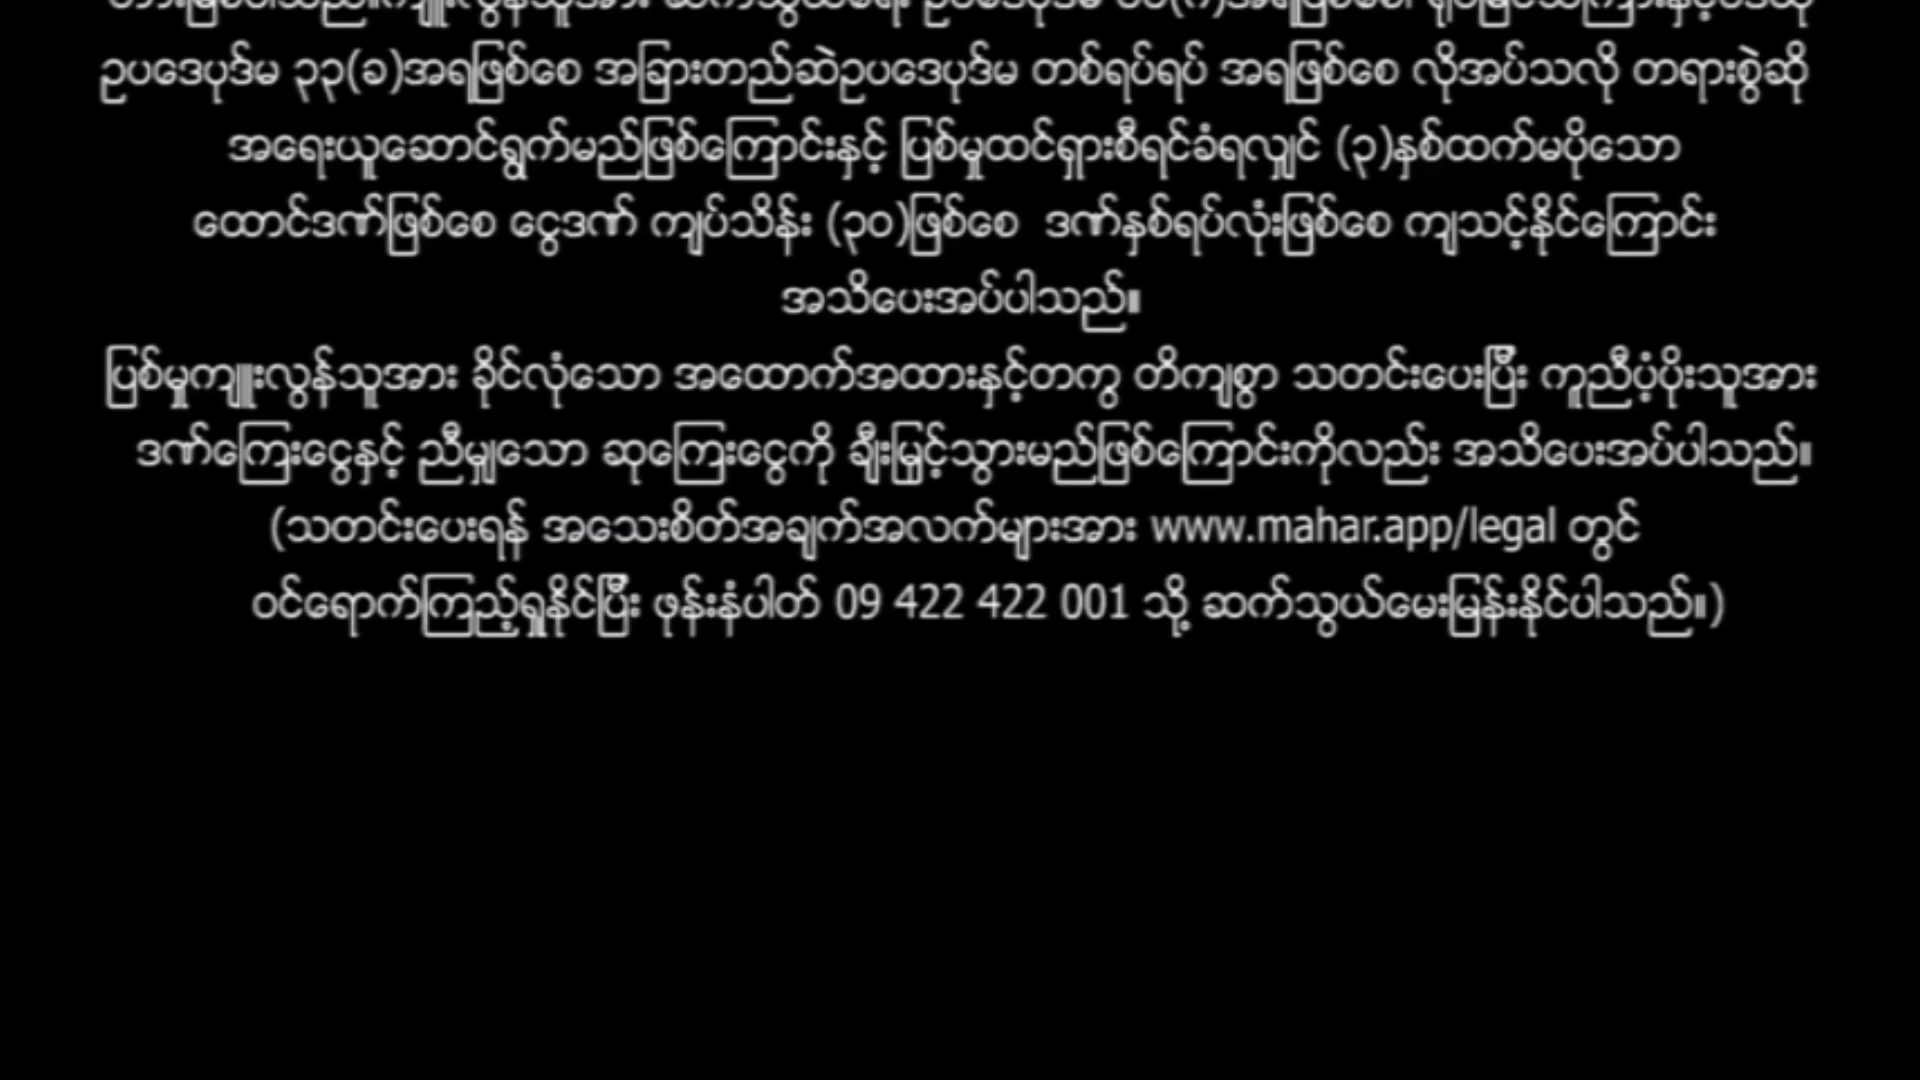 ဥပဒေပုဒ်မ ၃၃(ခ)အရဖြစ်စေ အခြားတည်ဆဲဥပဒေပုဒ်မ တစ်ရပ်ရပ် အရဖြစ်စေ လိုအပ်သလို တရားစွဲဆို
အရေးယူဆောင်ရွက်မည်ဖြစ်ကြောင်းနှင့် ပြစ်မှုထင်ရှားစီရင်ခံရလျှင် (၃)နှစ်ထက်မပိုသော
ထောင်ဒဏ်ဖြစ်စေ ငွေဒဏ် ကျပ်သိန်း (၃၀)ဖြစ်စေ ဒဏ်နှစ်ရပ်လုံးဖြစ်စေ ကျသင့်နိုင်ကြောင်း
အသိပေးအပ်ပါသည်။
ပြစ်မှုကျူးလွန်သူအား ခိုင်လုံသော အထောက်အထားနှင့်တကွ တိကျစွာ သတင်းပေးပြီး ကူညီပံ့ပိုးသူအား
ဒဏ်ကြေးငွေနှင့် ညီမျှသော ဆုကြေးငွေကို ချီးမြှင့်သွားမည်ဖြစ်ကြောင်းကိုလည်း အသိပေးအပ်ပါသည်။
(သတင်းပေးရန် အသေးစိတ်အချက်အလက်များအား www.mahar.app/legal တွင်
ဝင်ရောက်ကြည့်ရှုနိုင်ပြီး ဖုန်းနံပါတ် 09 422 422 001 သို့ ဆက်သွယ်မေးမြန်းနိုင်ပါသည်။)